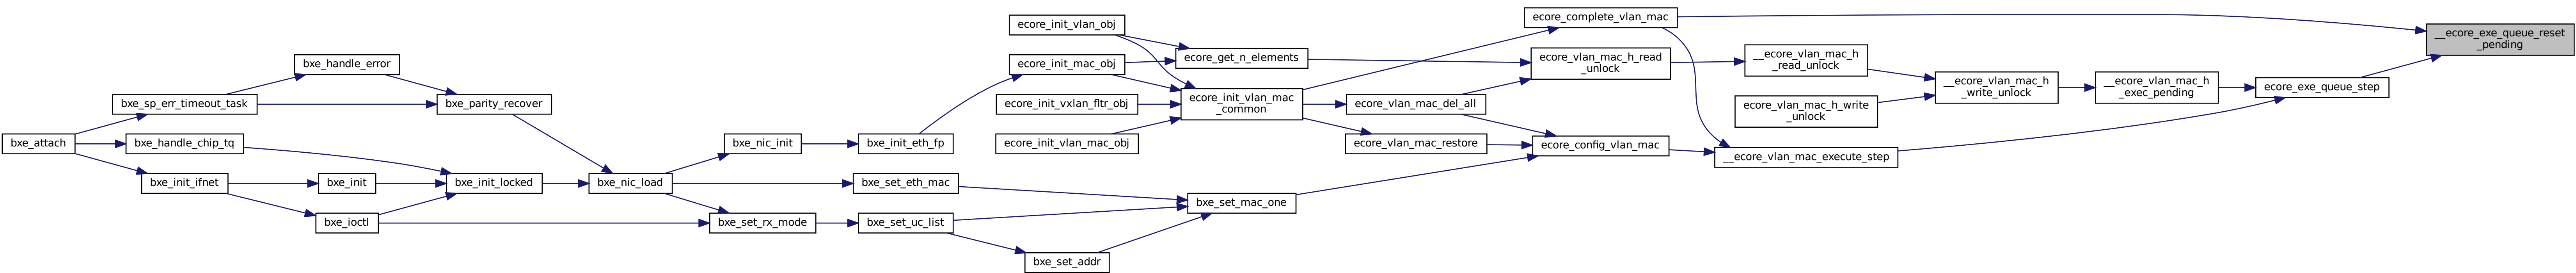 ecore_complete_vlan_mac
ecore_init_vlan_obj
__ecore_exe_queue_reset
_pending
ecore_get_n_elements
ecore_vlan_mac_h_read
_unlock
__ecore_vlan_mac_h
_read_unlock
bxe_handle_error
ecore_init_mac_obj
__ecore_vlan_mac_h
_write_unlock
__ecore_vlan_mac_h
_exec_pending
ecore_exe_queue_step
bxe_sp_err_timeout_task
bxe_parity_recover
ecore_init_vxlan_fltr_obj
ecore_init_vlan_mac
_common
ecore_vlan_mac_del_all
ecore_vlan_mac_h_write
_unlock
bxe_attach
bxe_handle_chip_tq
bxe_nic_init
bxe_init_eth_fp
ecore_init_vlan_mac_obj
ecore_vlan_mac_restore
ecore_config_vlan_mac
__ecore_vlan_mac_execute_step
bxe_init_ifnet
bxe_init
bxe_init_locked
bxe_nic_load
bxe_set_eth_mac
bxe_set_mac_one
bxe_ioctl
bxe_set_rx_mode
bxe_set_uc_list
bxe_set_addr